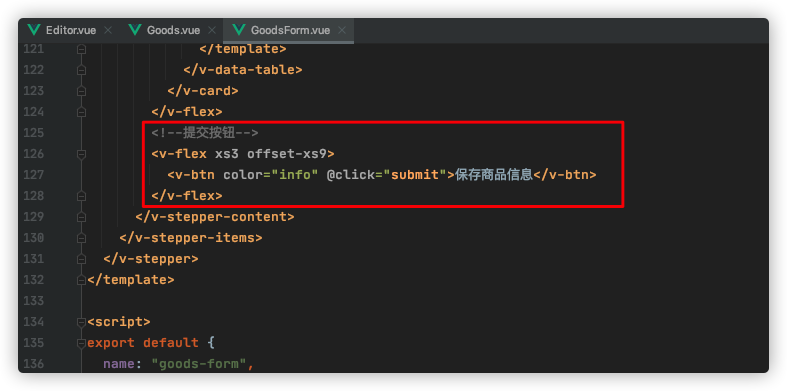 Editor.vue × Goods.vue × GoodsForm.vue ×
121 </template>
122 </v-data-table>
123 </v-card>
124 </v-flex>
125 <!--提交按钮-->
126 <v-flex xs3 offset-xs9>
127 <v-btn color="info" @click="submit">保存商品信息</v-btn>
128 </v-flex>
129 </v-stepper-content>
130 </v-stepper-items>
131 </v-stepper>
132 </template>
133
134 <script>
135 export default {
136 name: "goods-form",